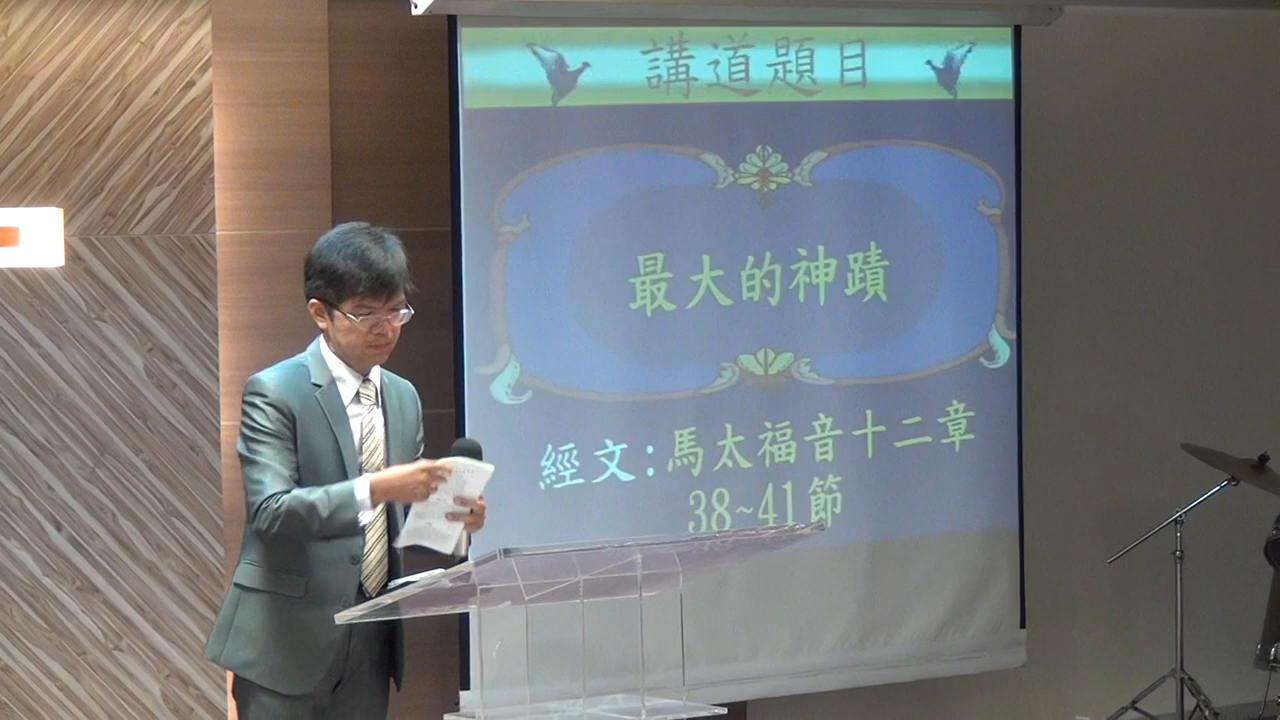 講道題目
最大的神蹟
經文:馬太福音十二章
38~41節